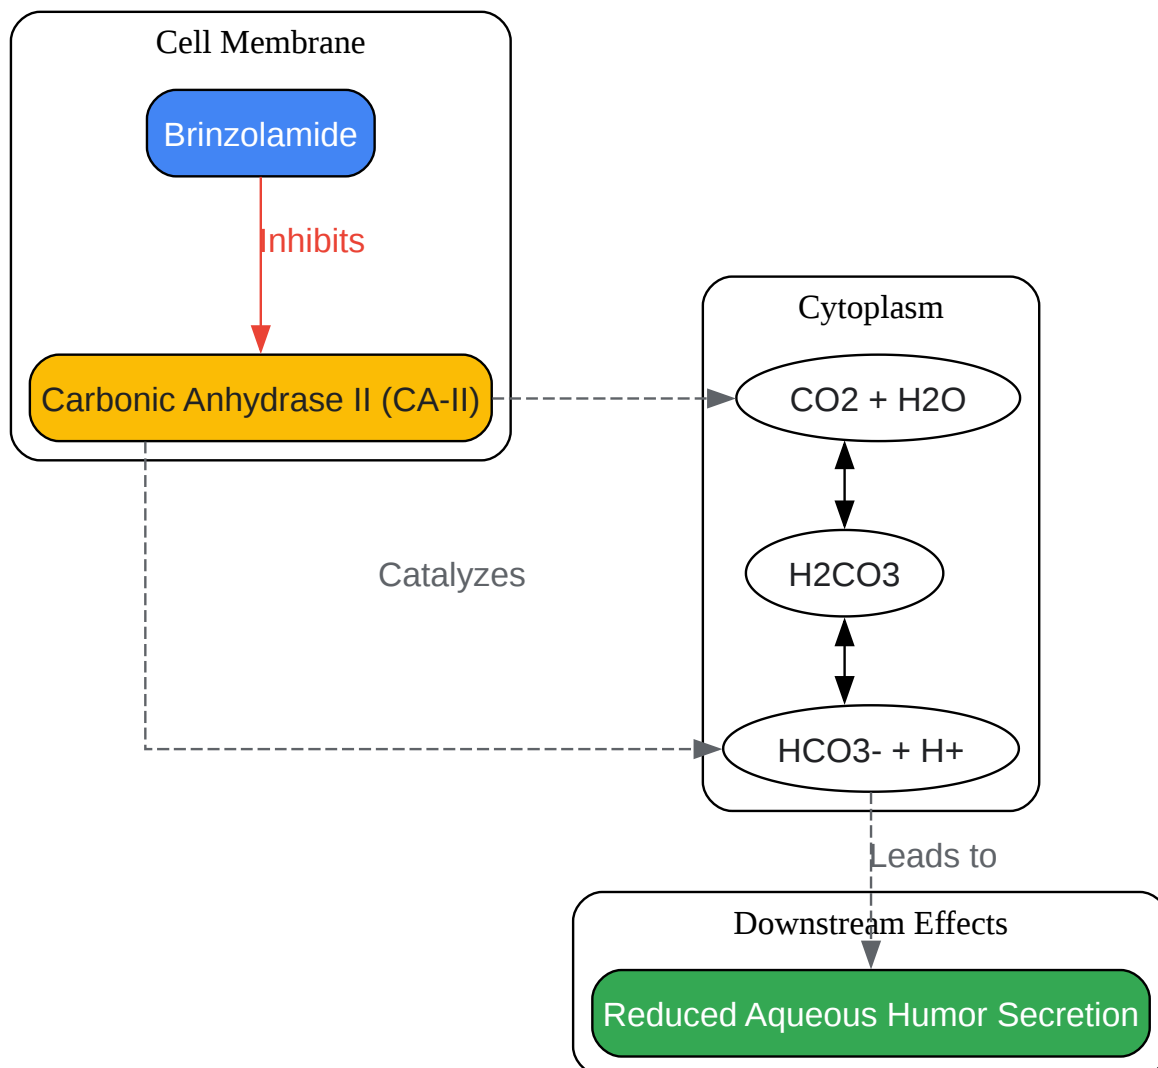 Cell Membrane
Brinzolamide
Inhibits
Carbonic Anhydrase II (CA-II)
Cytoplasm
CO2 + H2O
H2CO3
Catalyzes
HCO3- + H+
Leads to
Downstream Effects
Reduced Aqueous Humor Secretion